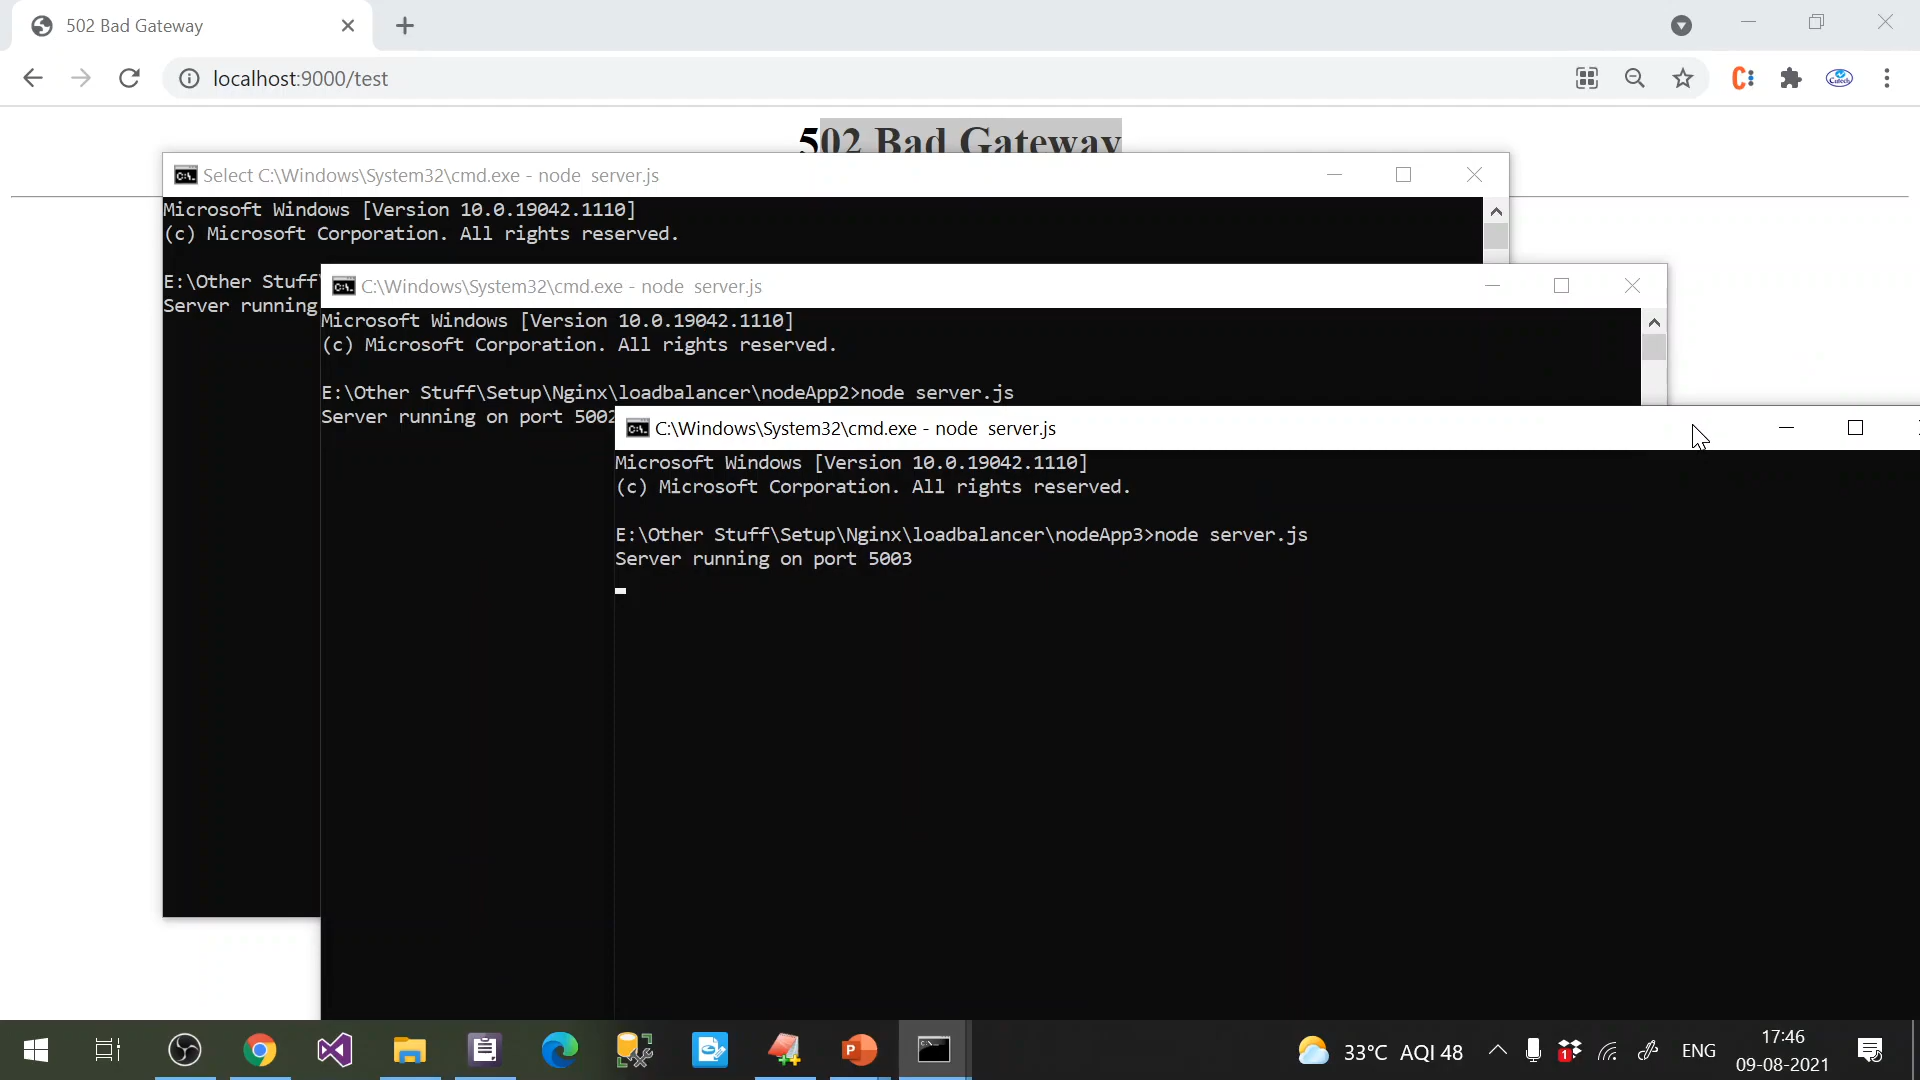 502 Bad Gateway
localhost:9000/test
502 Bad Gateway
Select C:\Windows\System32\cmd.exe - node  server.js
Microsoft Windows [Version 10.0.19042.1110]
(c) Microsoft Corporation. All rights reserved.
E:\Other Stuff
Server running
C:\Windows\System32\cmd.exe - node  server.js
Microsoft Windows [Version 10.0.19042.1110]
(c) Microsoft Corporation. All rights reserved.
E:\Other Stuff\Setup\Nginx\loadbalancer\nodeApp2>node server.js
Server running on port 5002
C:\Windows\System32\cmd.exe - node  server.js
Microsoft Windows [Version 10.0.19042.1110]
(c) Microsoft Corporation. All rights reserved.
E:\Other Stuff\Setup\Nginx\loadbalancer\nodeApp3>node server.js
Server running on port 5003
33°C AQI 48
ENG
17:46
09-08-2021